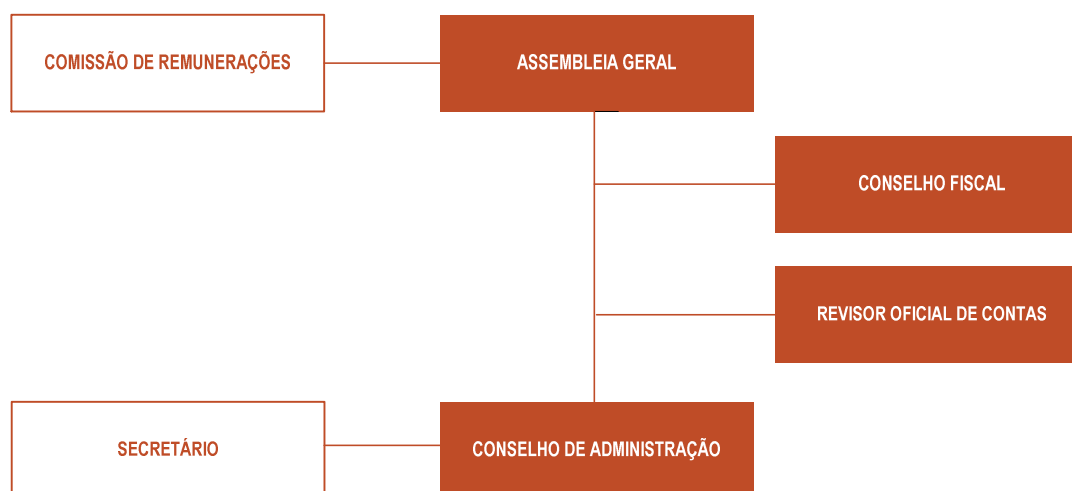 COMISSÃO DE REMUNERAÇÕES
ASSEMBLEIA GERAL
CONSELHO FISCAL
REVISOR OFICIAL DE CONTAS
SECRETÁRIO
CONSELHO DE ADMINISTRAÇÃO